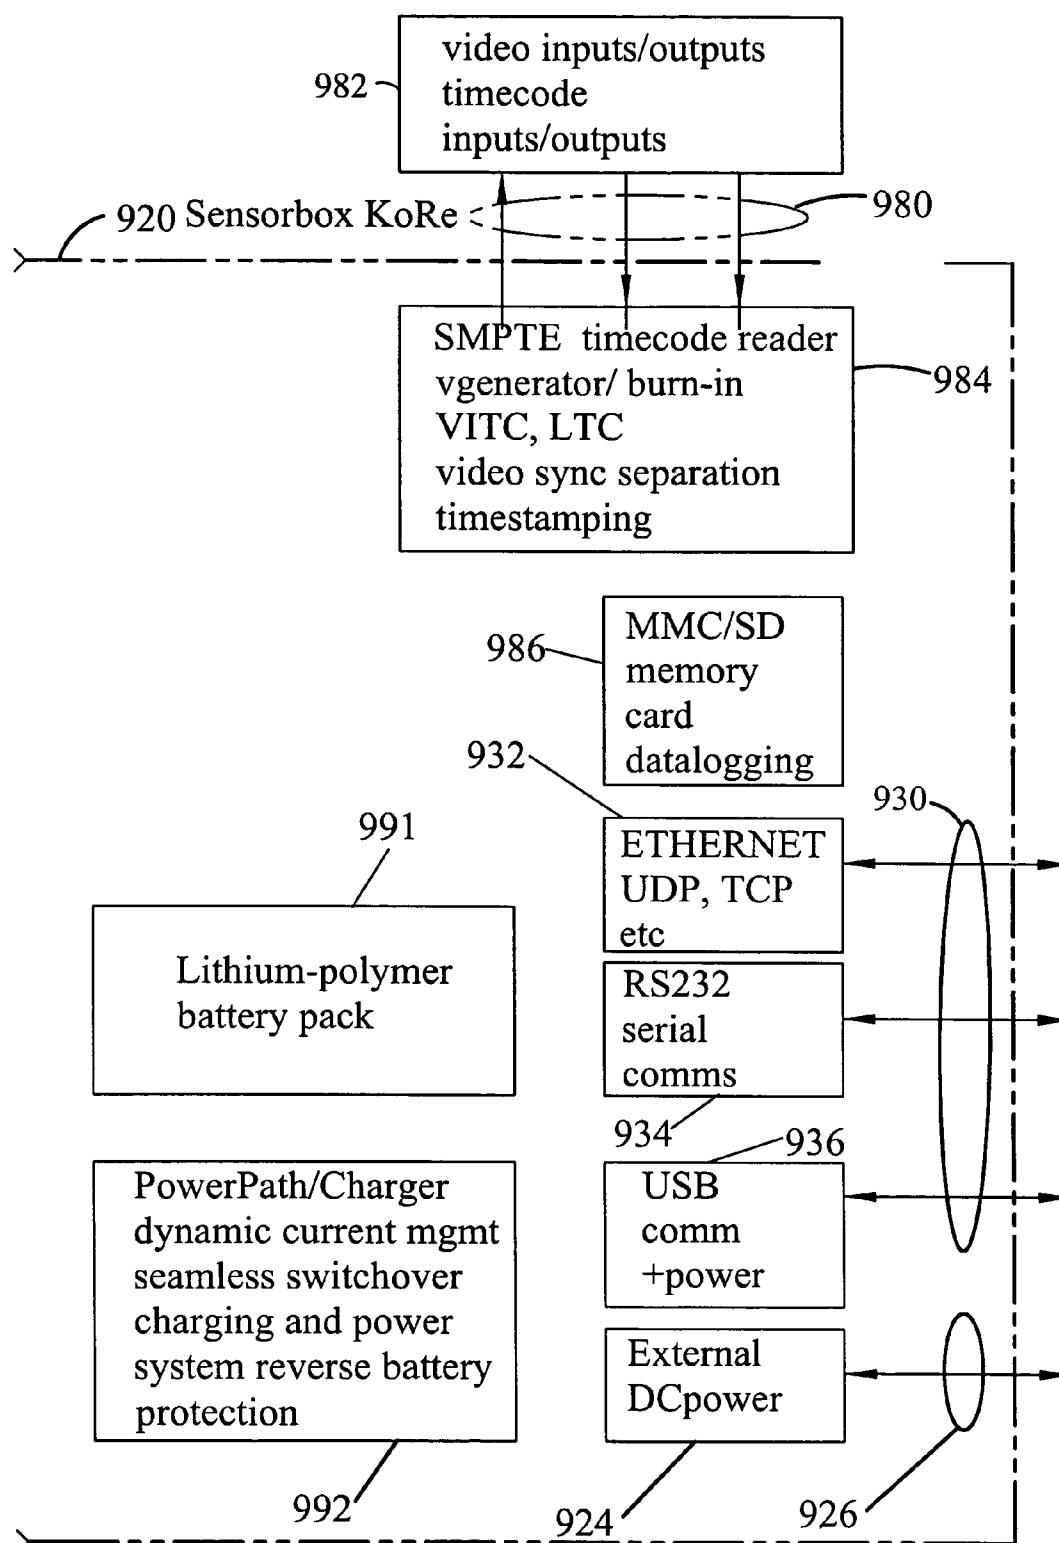 video inputs/outputs
982
timecode
inputs/outputs
920 Sensorbox KoRe
980
SMPTE timecode reader
984
vgenerator/ burn-in
VITC, LTC
video sync separation
timestamping
986
MMC/SD
memory
card
datalogging
932
930
991
ETHERNET
UDP, TCP
etc
Lithium-polymer
battery pack
RS232
serial
comms
934
936
PowerPath/Charger
dynamic current mgmt
seamless switchover
charging and power
system reverse battery
protection
USB
comm
+power
External
DCpower
992
924
926